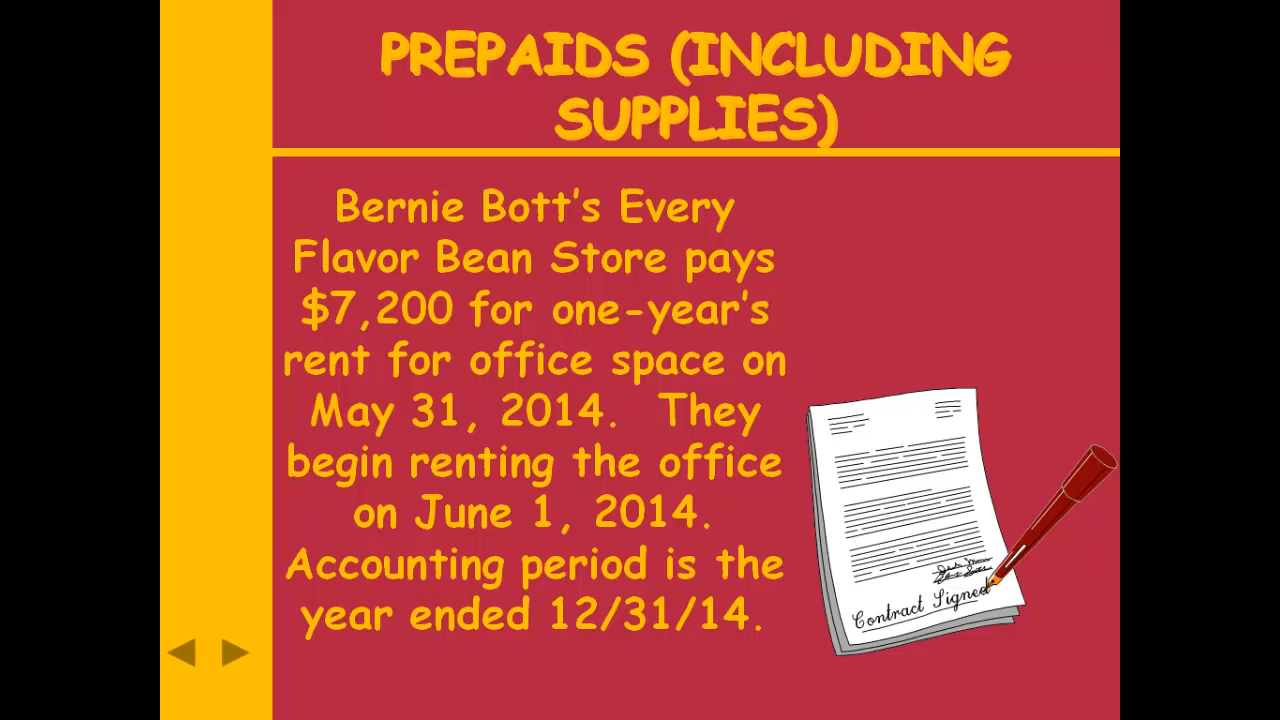 PREPAIDS (INCLUDING
SUPPLIES)
Bernie Bott's Every
Flavor Bean Store pays
$7,200 for one-year's
rent for office space on
May 31, 2014. They
begin renting the office
on June 1, 2014.
Accounting period is the
year ended 12/31/14.
Contract Signed